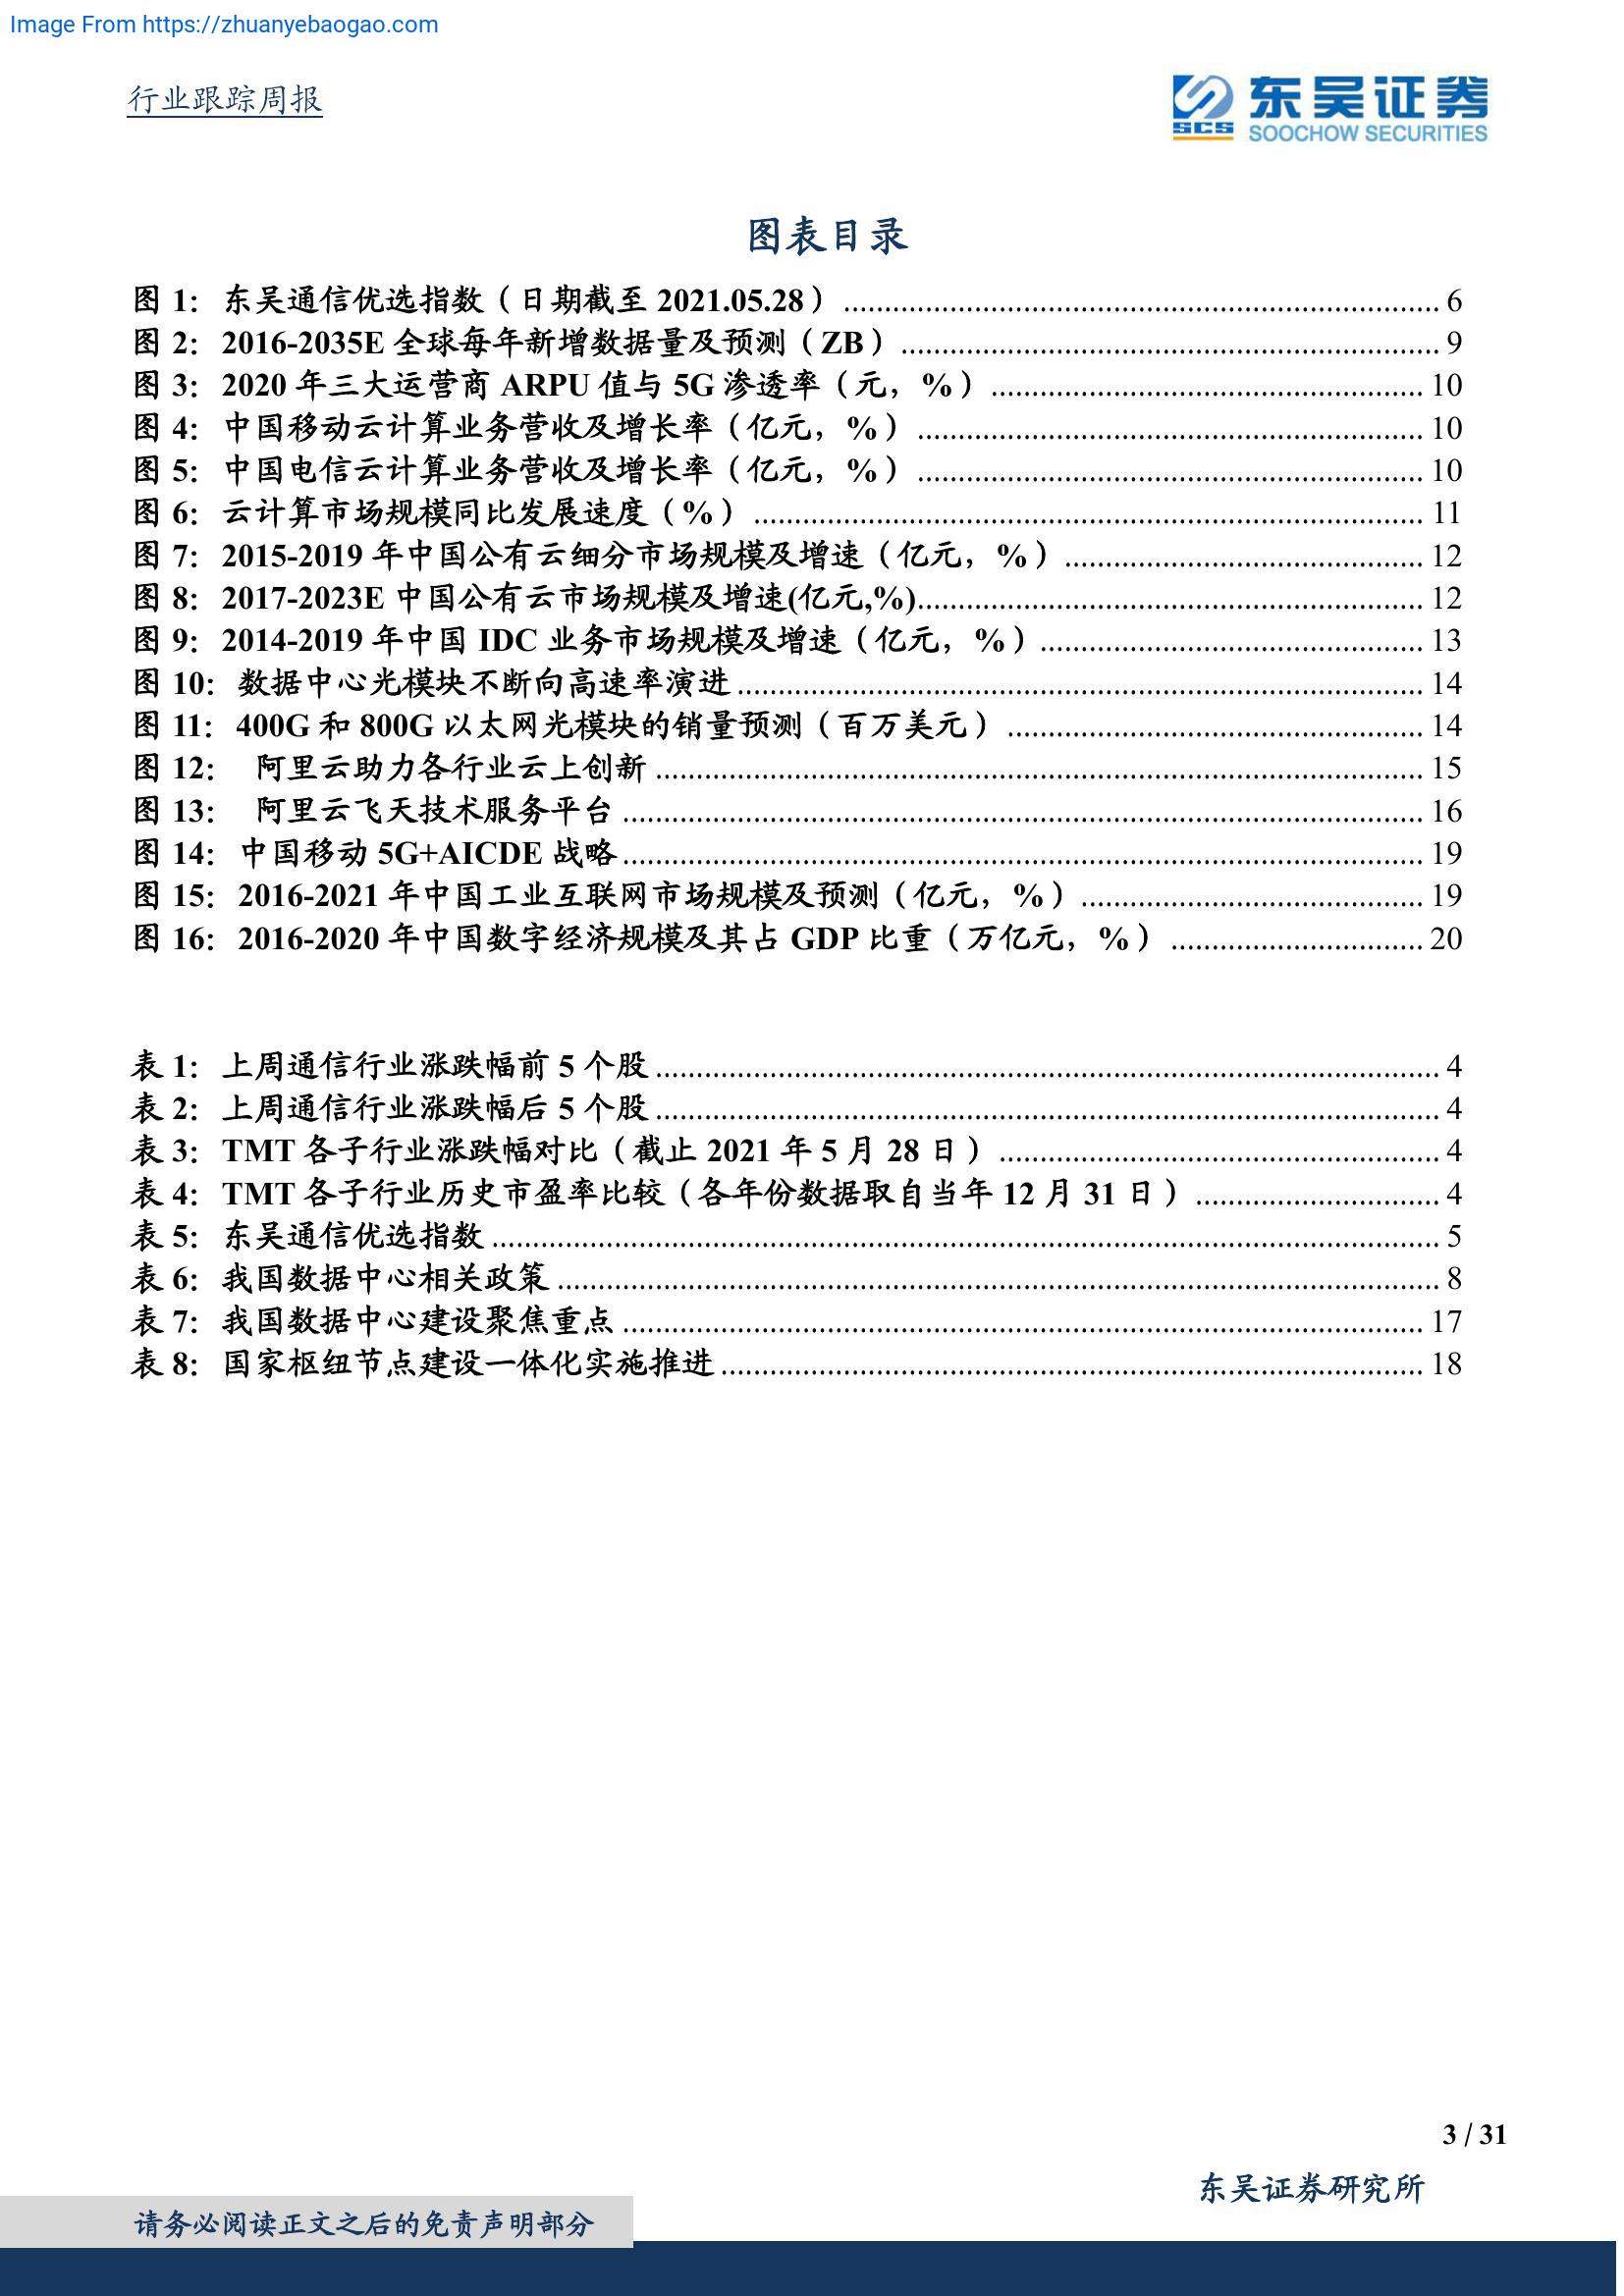 Image From https://zhuanyebaogao.com
行业跟踪周报
SCS
东吴证券
SOOCHOW SECURITIES
图表目录
图 1: 东吴通信优选指数（日期截至 2021.05.28） ........ 6
图 2: 2016-2035E 全球每年新增数据量及预测（ZB） ........ 9
图 3: 2020 年三大运营商 ARPU 值与 5G 渗透率（元，%） ........ 10
图 4: 中国移动云计算业务营收及增长率（亿元，%） ........ 10
图 5: 中国电信云计算业务营收及增长率（亿元，%） ........ 10
图 6: 云计算市场规模同比发展速度（%） ........ 11
图 7: 2015-2019 年中国公有云细分市场规模及增速（亿元，%） ........ 12
图 8: 2017-2023E 中国公有云市场规模及增速(亿元,%) ........ 12
图 9: 2014-2019 年中国 IDC 业务市场规模及增速（亿元，%） ........ 13
图 10: 数据中心光模块不断向高速率演进 ........ 14
图 11: 400G 和 800G 以太网光模块的销量预测（百万美元） ........ 14
图 12: 阿里云助力各行业云上创新 ........ 15
图 13: 阿里云飞天技术服务平台 ........ 16
图 14: 中国移动 5G+AICDE 战略 ........ 19
图 15: 2016-2021 年中国工业互联网市场规模及预测（亿元，%） ........ 19
图 16: 2016-2020 年中国数字经济规模及其占 GDP 比重（万亿元，%） ........ 20
表 1: 上周通信行业涨跌幅前 5 个股 ........ 4
表 2: 上周通信行业涨跌幅后 5 个股 ........ 4
表 3: TMT 各子行业涨跌幅对比（截止 2021 年 5 月 28 日） ........ 4
表 4: TMT 各子行业历史市盈率比较（各年份数据取自当年 12 月 31 日） ........ 4
表 5: 东吴通信优选指数 ........ 5
表 6: 我国数据中心相关政策 ........ 8
表 7: 我国数据中心建设聚焦重点 ........ 17
表 8: 国家枢纽节点建设一体化实施推进 ........ 18
3 / 31
东吴证券研究所
请务必阅读正文之后的免责声明部分